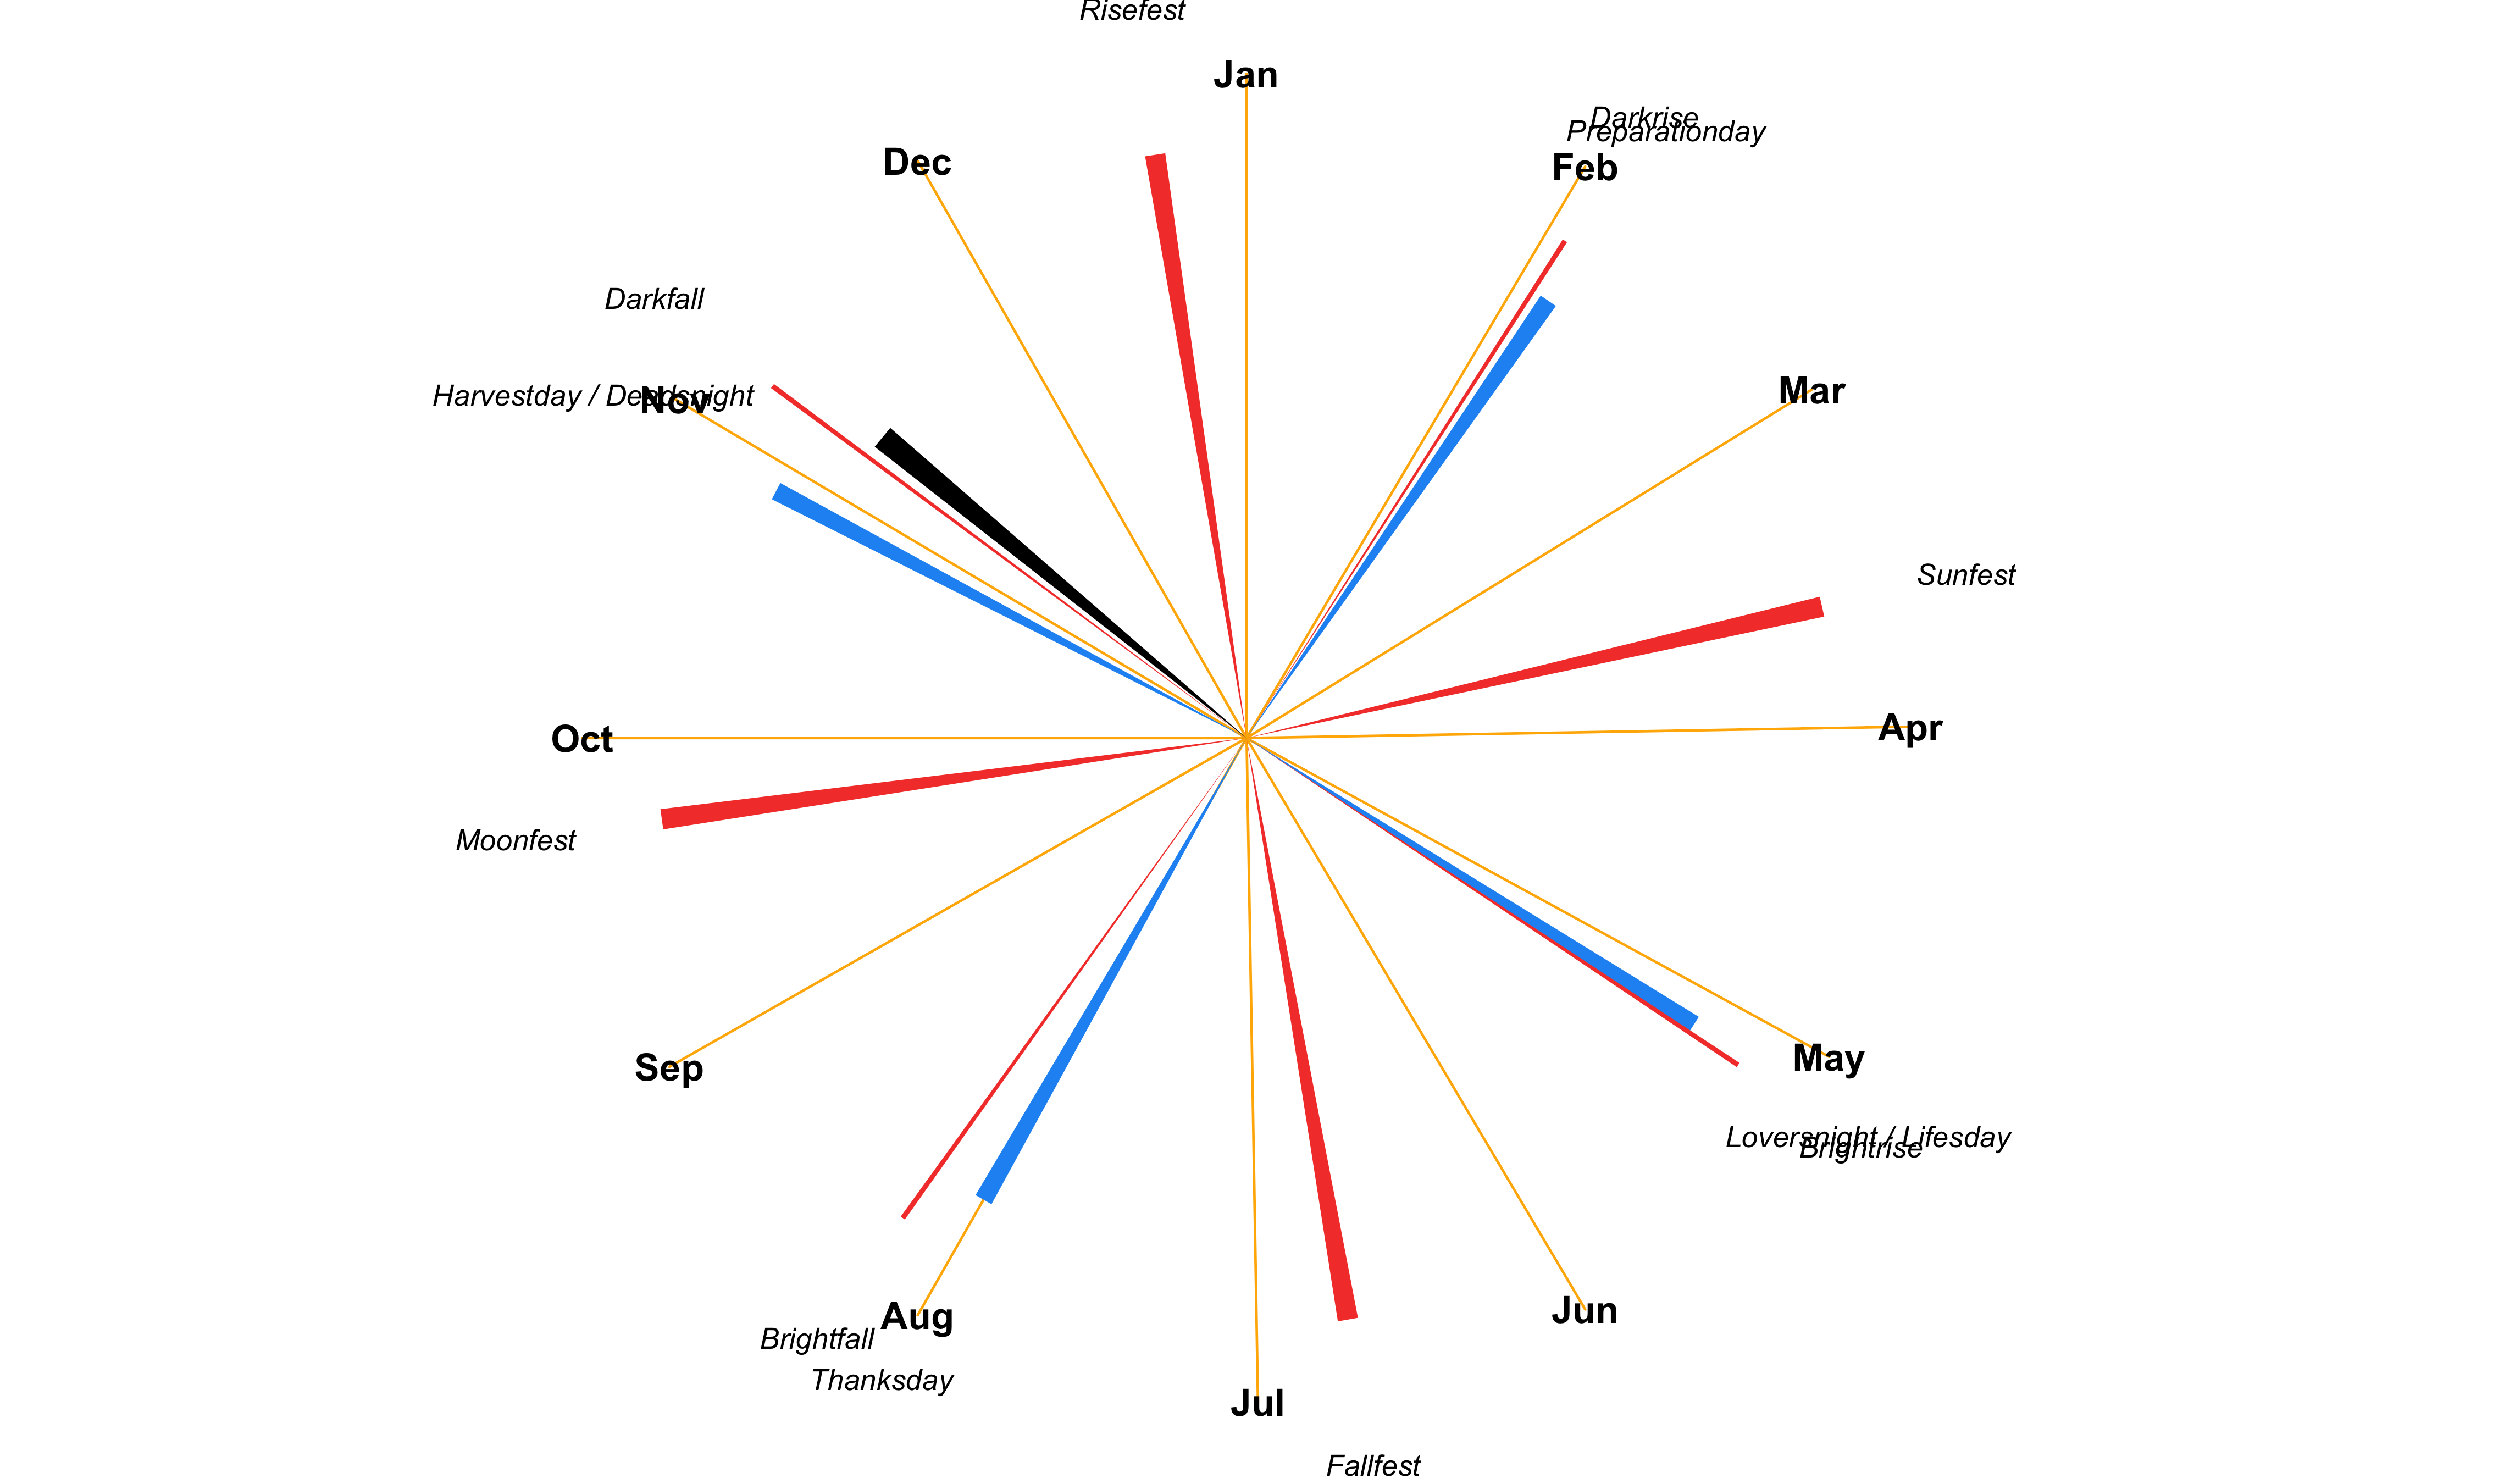 Risefest
Jan
Darkrise
Preparationday
Dec
Feb
Darkfall
Mar
Harvestday / Deadsnight
Nov
Sunfest
Apr
Oct
Moonfest
May
Sep
Loversnight / Lifesday
Brightrise
Jun
Aug
Brightfall
Thanksday
Jul
Fallfest